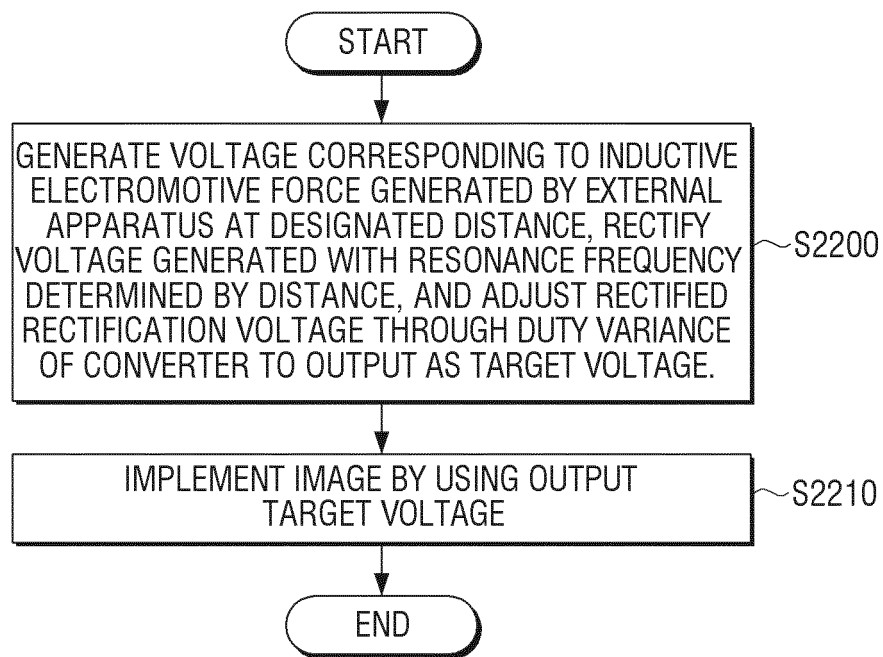 START
GENERATE VOLTAGE CORRESPONDING TO INDUCTIVE
ELECTROMOTIVE FORCE GENERATED BY EXTERNAL
APPARATUS AT DESIGNATED DISTANCE, RECTIFY
VOLTAGE GENERATED WITH RESONANCE FREQUENCY
DETERMINED BY DISTANCE, AND ADJUST RECTIFIED
RECTIFICATION VOLTAGE THROUGH DUTY VARIANCE
OF CONVERTER TO OUTPUT AS TARGET VOLTAGE.
S2200
IMPLEMENT IMAGE BY USING OUTPUT
TARGET VOLTAGE
S2210
END